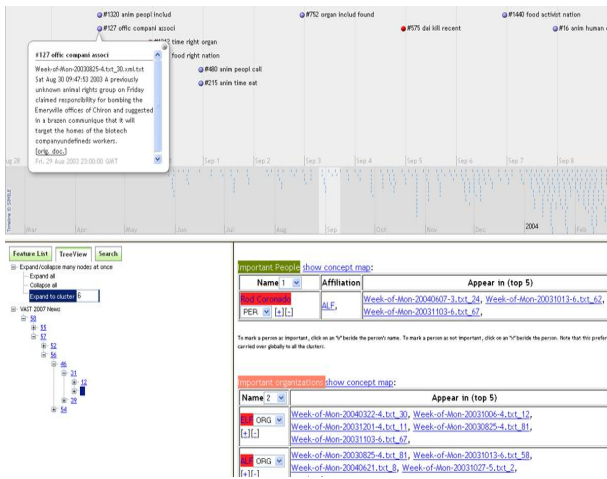 #1320 anim peopl includ
#752 organ includ found
#1440 food activist nation
#127 offic compani associ
#575 dai kill recent
#16 anim human
time right organ
food right nation
#480 anim peopl call
#215 anim time eat
#127 offic compani associ
Week-of-Mon-20030825-4.txt_30.xml.txt
Sat Aug 30 09:47:53 2003 A previously
unknown animal rights group on Friday
claimed responsibility for bombing the
Emeryville offices of Chiron and suggested
in a brazen communique that it will
target the homes of the biotech
companyundefineds workers.
[orig. doc.]
Fri, 29 Aug 2003 23:00:00 GMT
Aug 28
Sep 1
Sep 2
Sep 3
Sep 4
Sep 5
Sep 6
Sep 7
Sep 8
Timeline © SIMILE
Mar
Apr
May
Jun
Jul
Aug
Sep
Oct
Nov
Dec
2004
Feb
Feature List
TreeView
Search
Expand/collapse many nodes at once
Expand all
Collapse all
Expand to cluster 6
VAST 2007 News
58
55
57
52
56
46
31
12
39
54
Important People show concept map:
Name 1
Affiliation
Appear in (top 5)
Rod Coronado
PER [+][-]
ALF,
Week-of-Mon-20040607-3.txt_24, Week-of-Mon-20031013-6.txt_62,
Week-of-Mon-20031103-6.txt_67,
To mark a person as important, click on an "+" beside the person's name. To mark a person as not important, click on an "-" beside the person. Note that this prefer
carried over globally to all the clusters.
Important organizations show concept map:
Name 2
Appear in (top 5)
ELF ORG
[+][-]
Week-of-Mon-20040322-4.txt_30, Week-of-Mon-20031006-4.txt_12,
Week-of-Mon-20031201-4.txt_11, Week-of-Mon-20030825-4.txt_81,
Week-of-Mon-20031103-6.txt_67,
ALF ORG
[+][-]
Week-of-Mon-20030825-4.txt_81, Week-of-Mon-20031013-6.txt_58,
Week-of-Mon-20040621.txt_8, Week-of-Mon-20031027-5.txt_2,